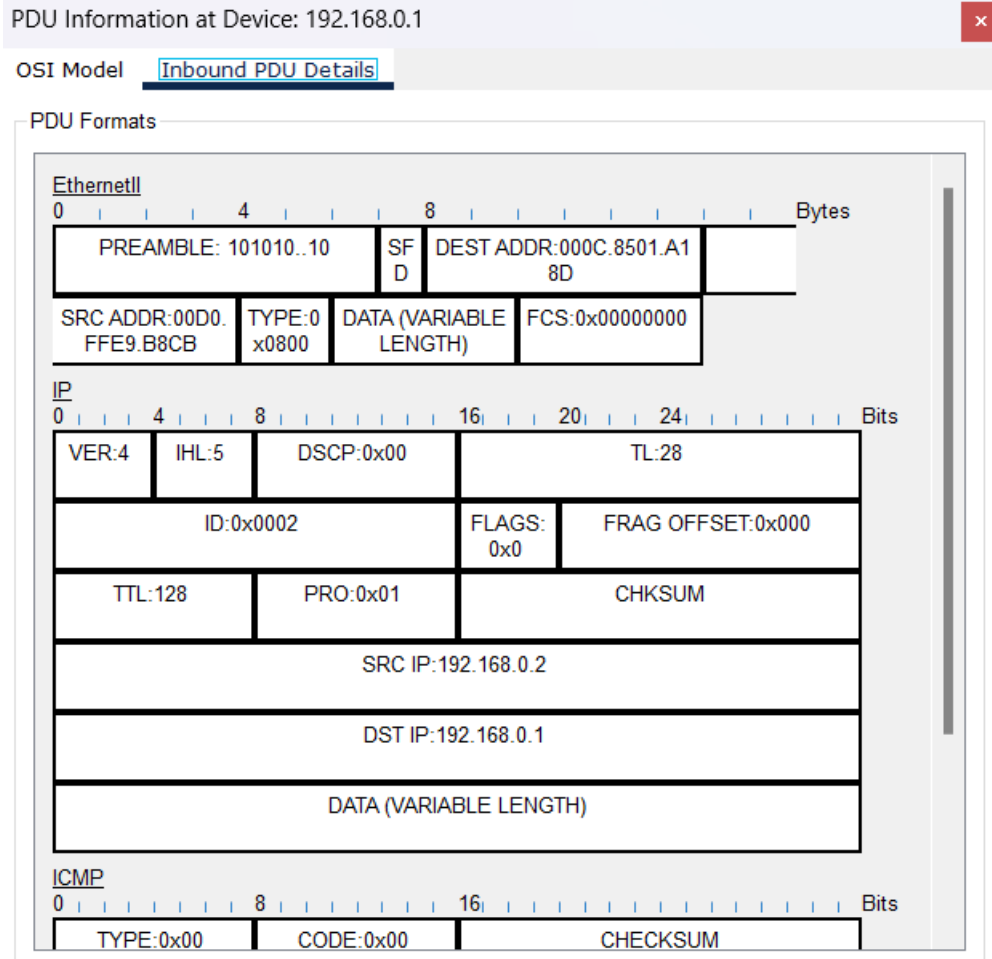 PDU Information at Device: 192.168.0.1
×
OSI Model Inbound PDU Details
PDU Formats
EthernetII
0 4 8 Bytes
PREAMBLE: 101010..10 SF DEST ADDR:000C.8501.A1
D 8D
SRC ADDR:00D0. TYPE:0 DATA (VARIABLE FCS:0x00000000
FFE9.B8CB x0800 LENGTH)
IP
0 4 8 16 20 24 Bits
VER:4 IHL:5 DSCP:0x00 TL:28
ID:0x0002 FLAGS: FRAG OFFSET:0x000
0x0
TTL:128 PRO:0x01 CHKSUM
SRC IP:192.168.0.2
DST IP:192.168.0.1
DATA (VARIABLE LENGTH)
ICMP
0 8 16 Bits
TYPE:0x00 CODE:0x00 CHECKSUM